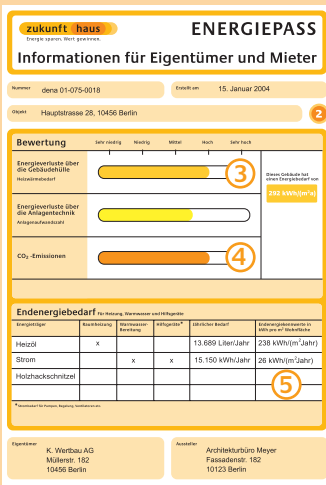 zukunft haus
Energie sparen. Wert gewinnen.
ENERGIEPASS
Informationen für Eigentümer und Mieter
Nummer dena 01-075-0018
Erstellt am 15. Januar 2004
Objekt Hauptstrasse 28, 10456 Berlin
2
Bewertung Sehr niedrig Niedrig Mittel Hoch Sehr hoch
Energieverluste über
die Gebäudehülle
Heizwärmebedarf
3
Dieses Gebäude hat
einen Energiebedarf von
292 kWh/(m²a)
Energieverluste über
die Anlagentechnik
Anlagenaufwandszahl
CO₂ -Emissionen
4
Endenergiebedarf für Heizung, Warmwasser und Hilfsgeräte
Energieträger Raumheizung Warmwasser-Bereitung Hilfsgeräte* Jährlicher Bedarf Endenergiekennwerte in kWh pro m² Wohnfläche
Heizöl x 13.689 Liter/Jahr 238 kWh/(m²Jahr)
Strom x x 15.150 kWh/Jahr 26 kWh/(m²Jahr)
Holzhackschnitzel
5
Eigentümer
K. Wertbau AG
Müllerstr. 182
10456 Berlin
Aussteller
Architekturbüro Meyer
Fassadenstr. 182
10123 Berlin